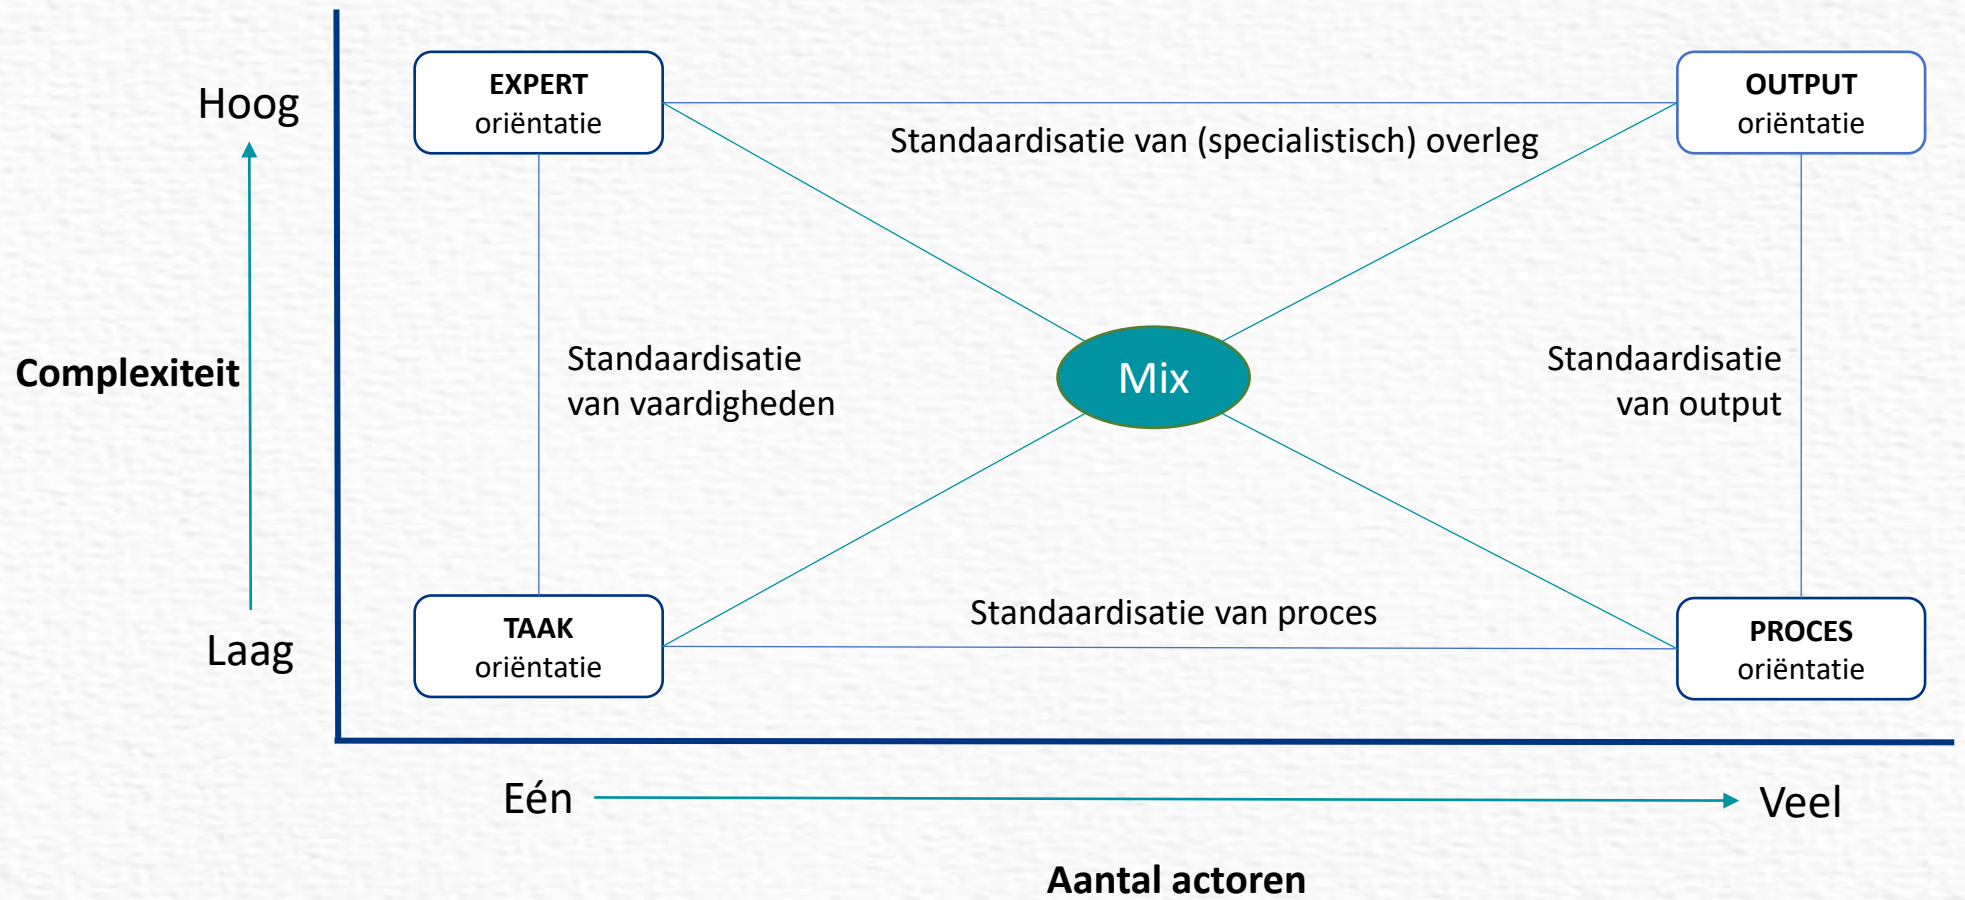 Hoog
EXPERT
oriëntatie
OUTPUT
oriëntatie
Standaardisatie van (specialistisch) overleg
Complexiteit
Standaardisatie
van vaardigheden
Mix
Standaardisatie
van output
Laag
TAAK
oriëntatie
Standaardisatie van proces
PROCES
oriëntatie
Eén
Veel
Aantal actoren